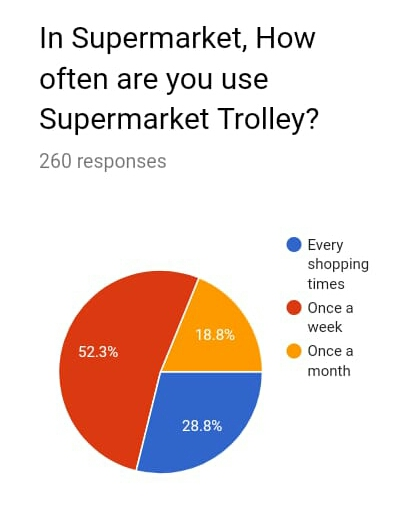 In Supermarket, How
often are you use
Supermarket Trolley?
260 responses
Every
shopping
times
Once a
week
Once a
month
18.8%
52.3%
28.8%